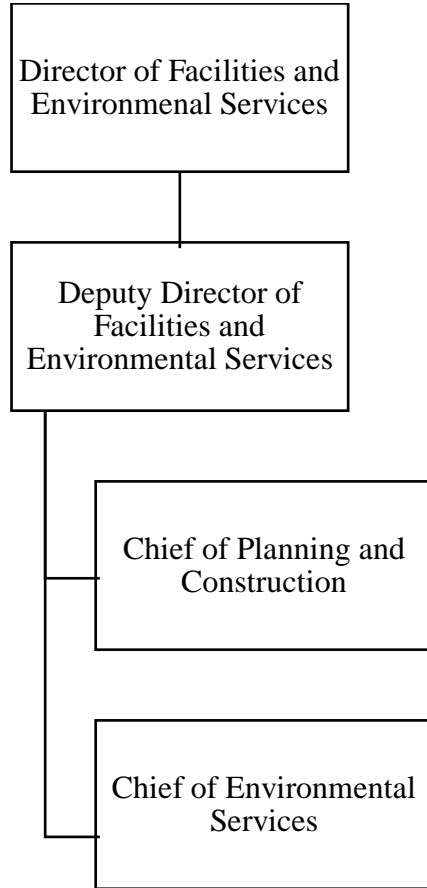 Director of Facilities and
Environmenal Services
Deputy Director of
Facilities and
Environmental Services
Chief of Planning and
Construction
Chief of Environmental
Services